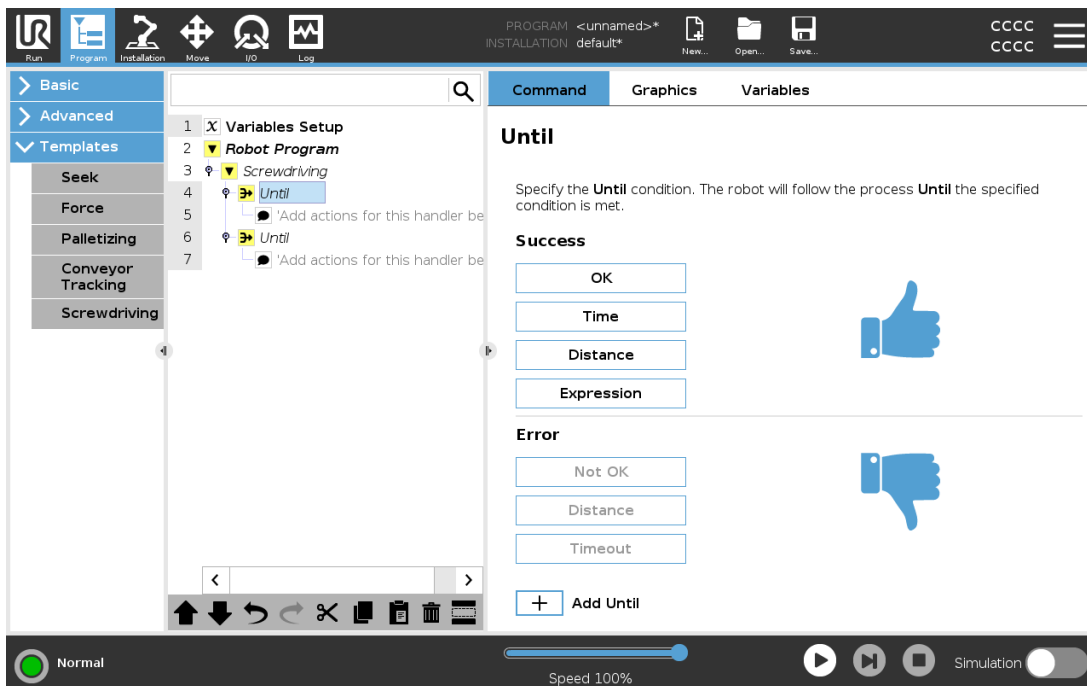 PROGRAM <unnamed>*
INSTALLATION default*
CCCC
CCCC
Run
Program
Installation
Move
I/O
Log
New...
Open...
Save...
Basic
Advanced
Templates
Seek
Force
Palletizing
Conveyor
Tracking
Screwdriving
1 X Variables Setup
2 Robot Program
3 Screwdriving
4 Until
5 'Add actions for this handler be
6 Until
7 'Add actions for this handler be
Command Graphics Variables
Until
Specify the Until condition. The robot will follow the process Until the specified
condition is met.
Success
OK
Time
Distance
Expression
Error
Not OK
Distance
Timeout
+ Add Until
Normal
Speed 100%
Simulation